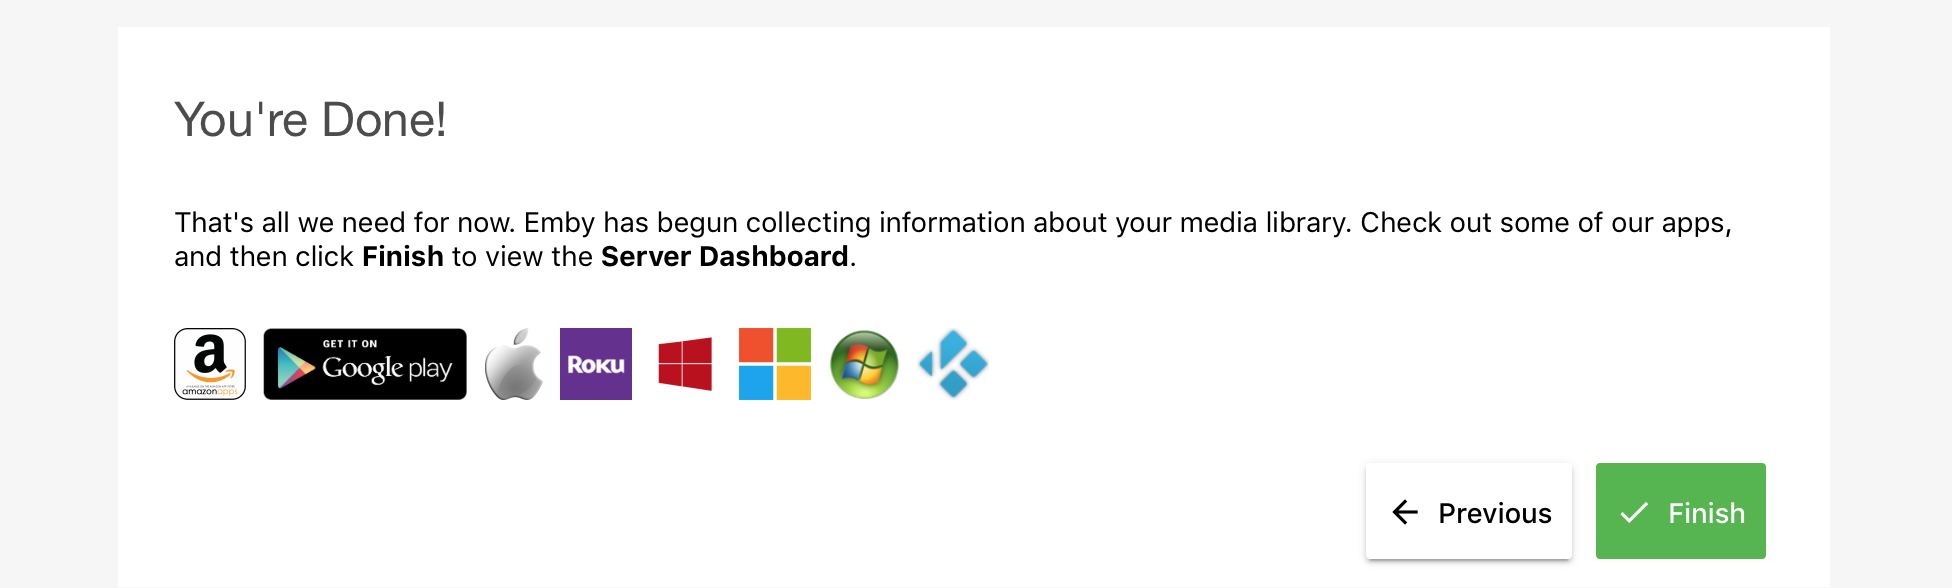 You're Done!
That's all we need for now. Emby has begun collecting information about your media library. Check out some of our apps,
and then click Finish to view the Server Dashboard.
a
amazonapps
GET IT ON
Google play
ROKU
Previous
Finish